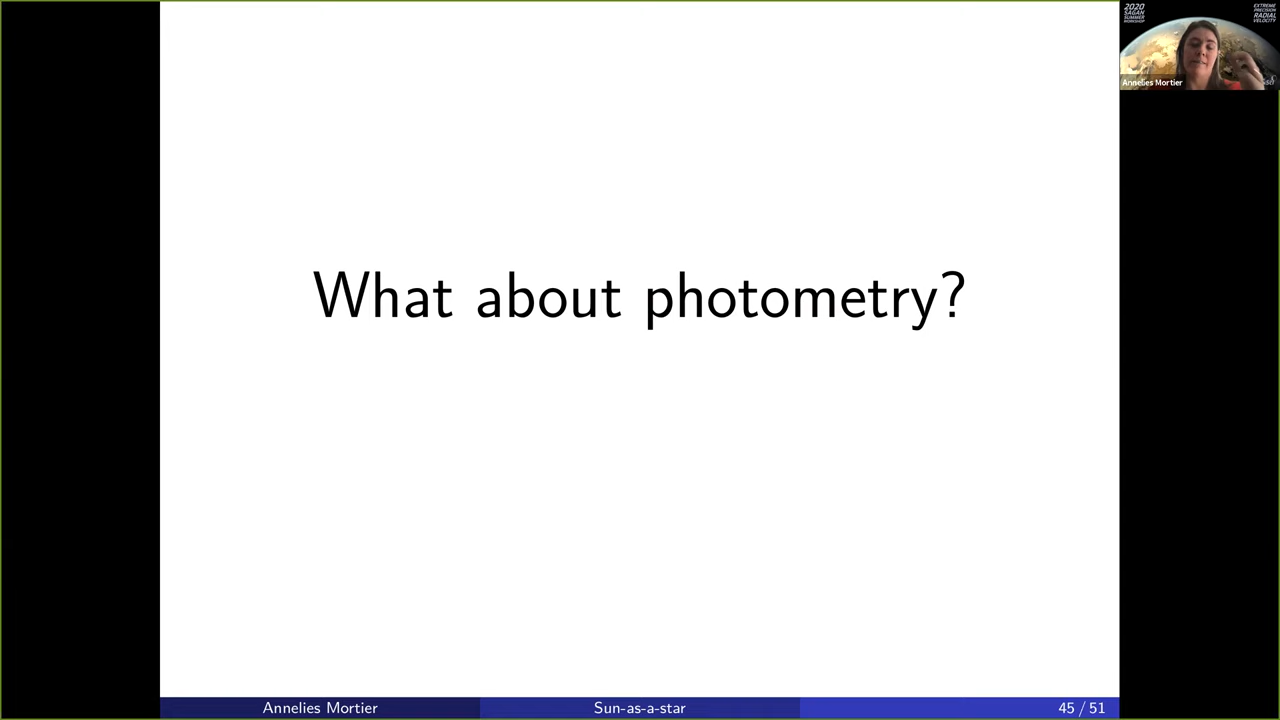 2020
SAGAN
SUMMER
WORKSHOP
EXTREME
PRECISION
RADIAL
VELOCITY
Annelies Mortier
What about photometry?
Annelies Mortier
Sun-as-a-star
45 / 51